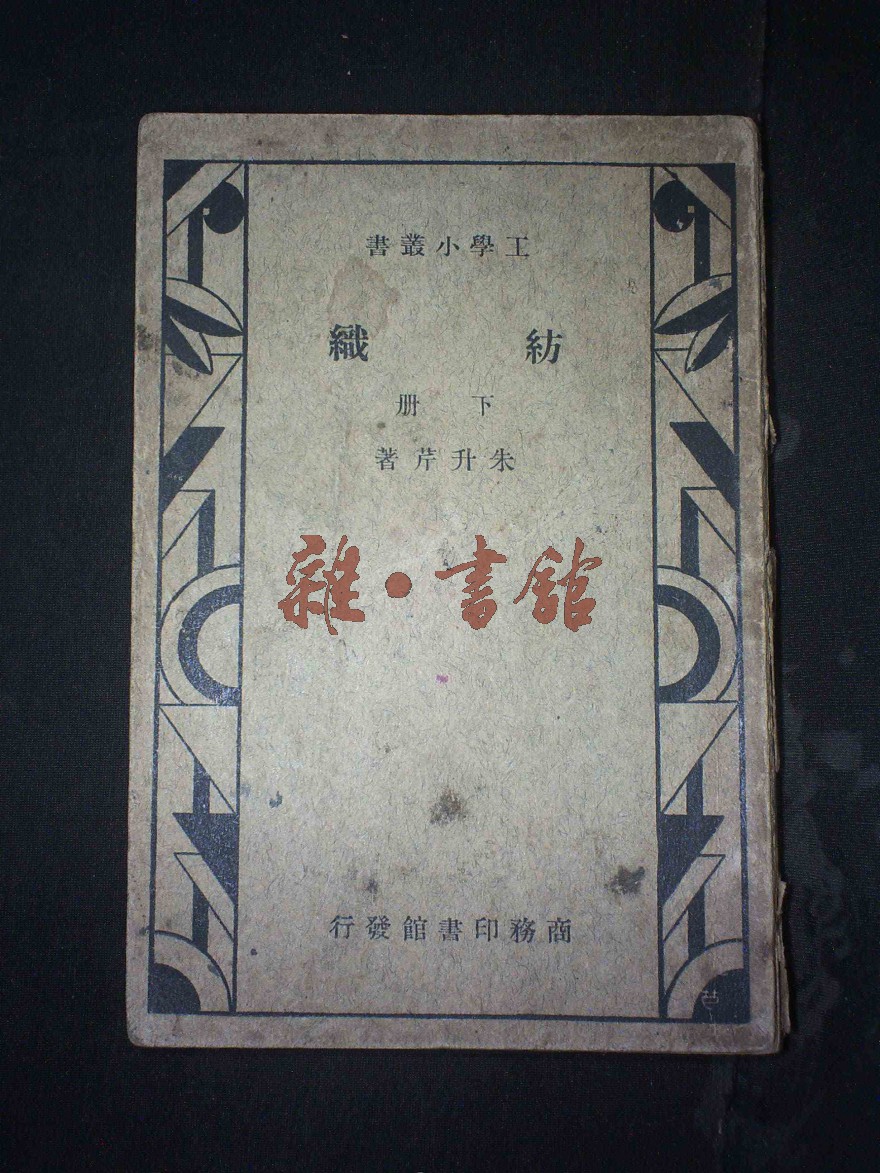 工學小叢書
紡織
下册
朱升芹著
雜·書館
商務印書館發行